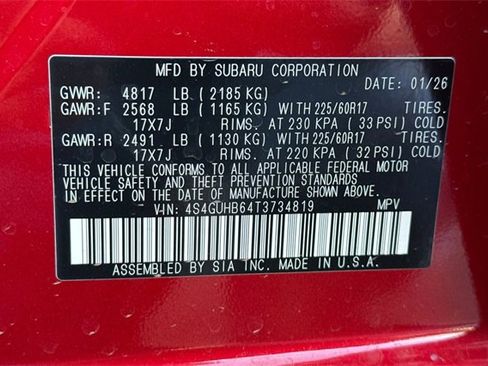 MFD BY SUBARU CORPORATION
GVWR: 4817 LB (2185 KG) DATE: 01/26
GAWR:F 2568 LB (1165 KG) WITH 225/60R17 TIRES.
17X7J RIMS. AT 230 KPA (33 PSI) COLD
GAWR:R 2491 LB (1130 KG) WITH 225/60R17 TIRES.
17X7J RIMS. AT 220 KPA (32 PSI) COLD
THIS VEHICLE CONFORMS TO ALL APPLICABLE FEDERAL MOTOR
VEHICLE SAFETY AND THEFT PREVENTION STANDARDS
IN EFFECT ON THE DATE OF MANUFACTURE SHOWN ABOVE.
VIN: 4S4GUHB64T3734819 MPV
ASSEMBLED BY SIA INC. MADE IN U.S.A.